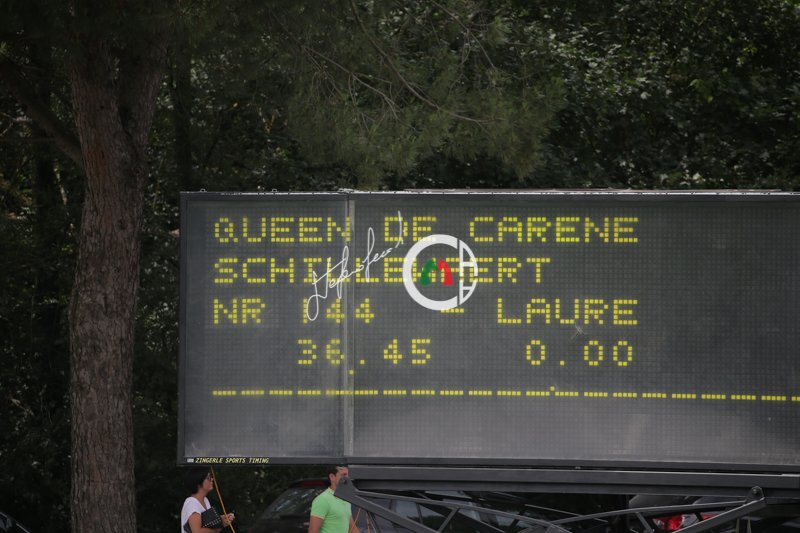 QUEEN DE CARENE
NR 144 - LAURE
36.45 0.00
ZINGERLE SPORTS TIMING